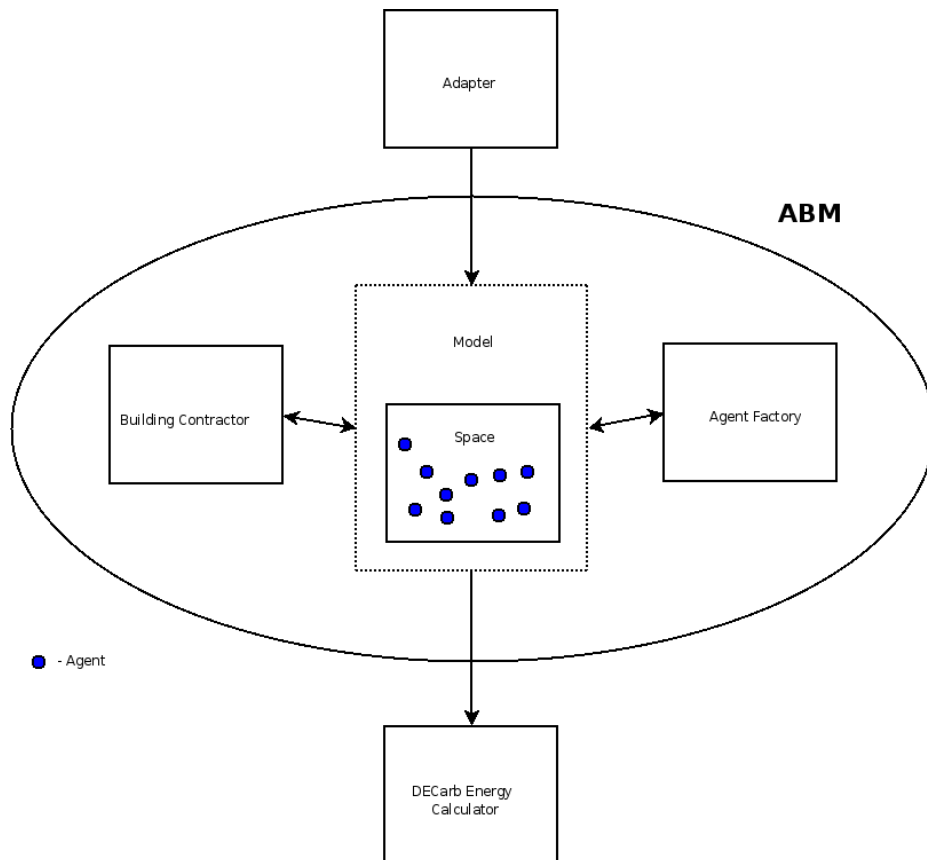 Adapter
ABM
Model
Building Contractor
Agent Factory
Space
- Agent
DECarb Energy
Calculator